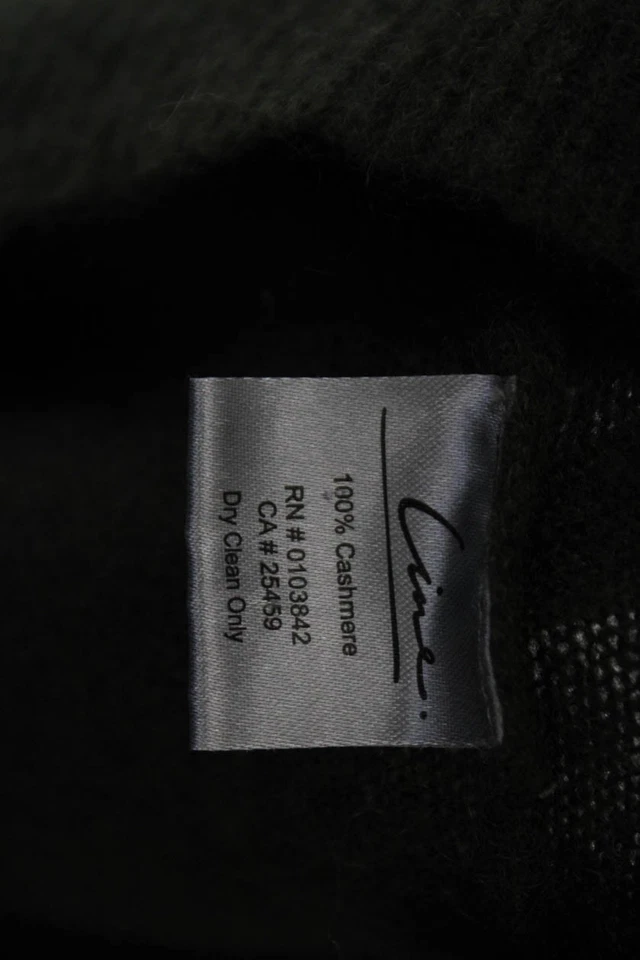 Line:
100% Cashmere
RN # 0103842
CA # 25459
Dry Clean Only